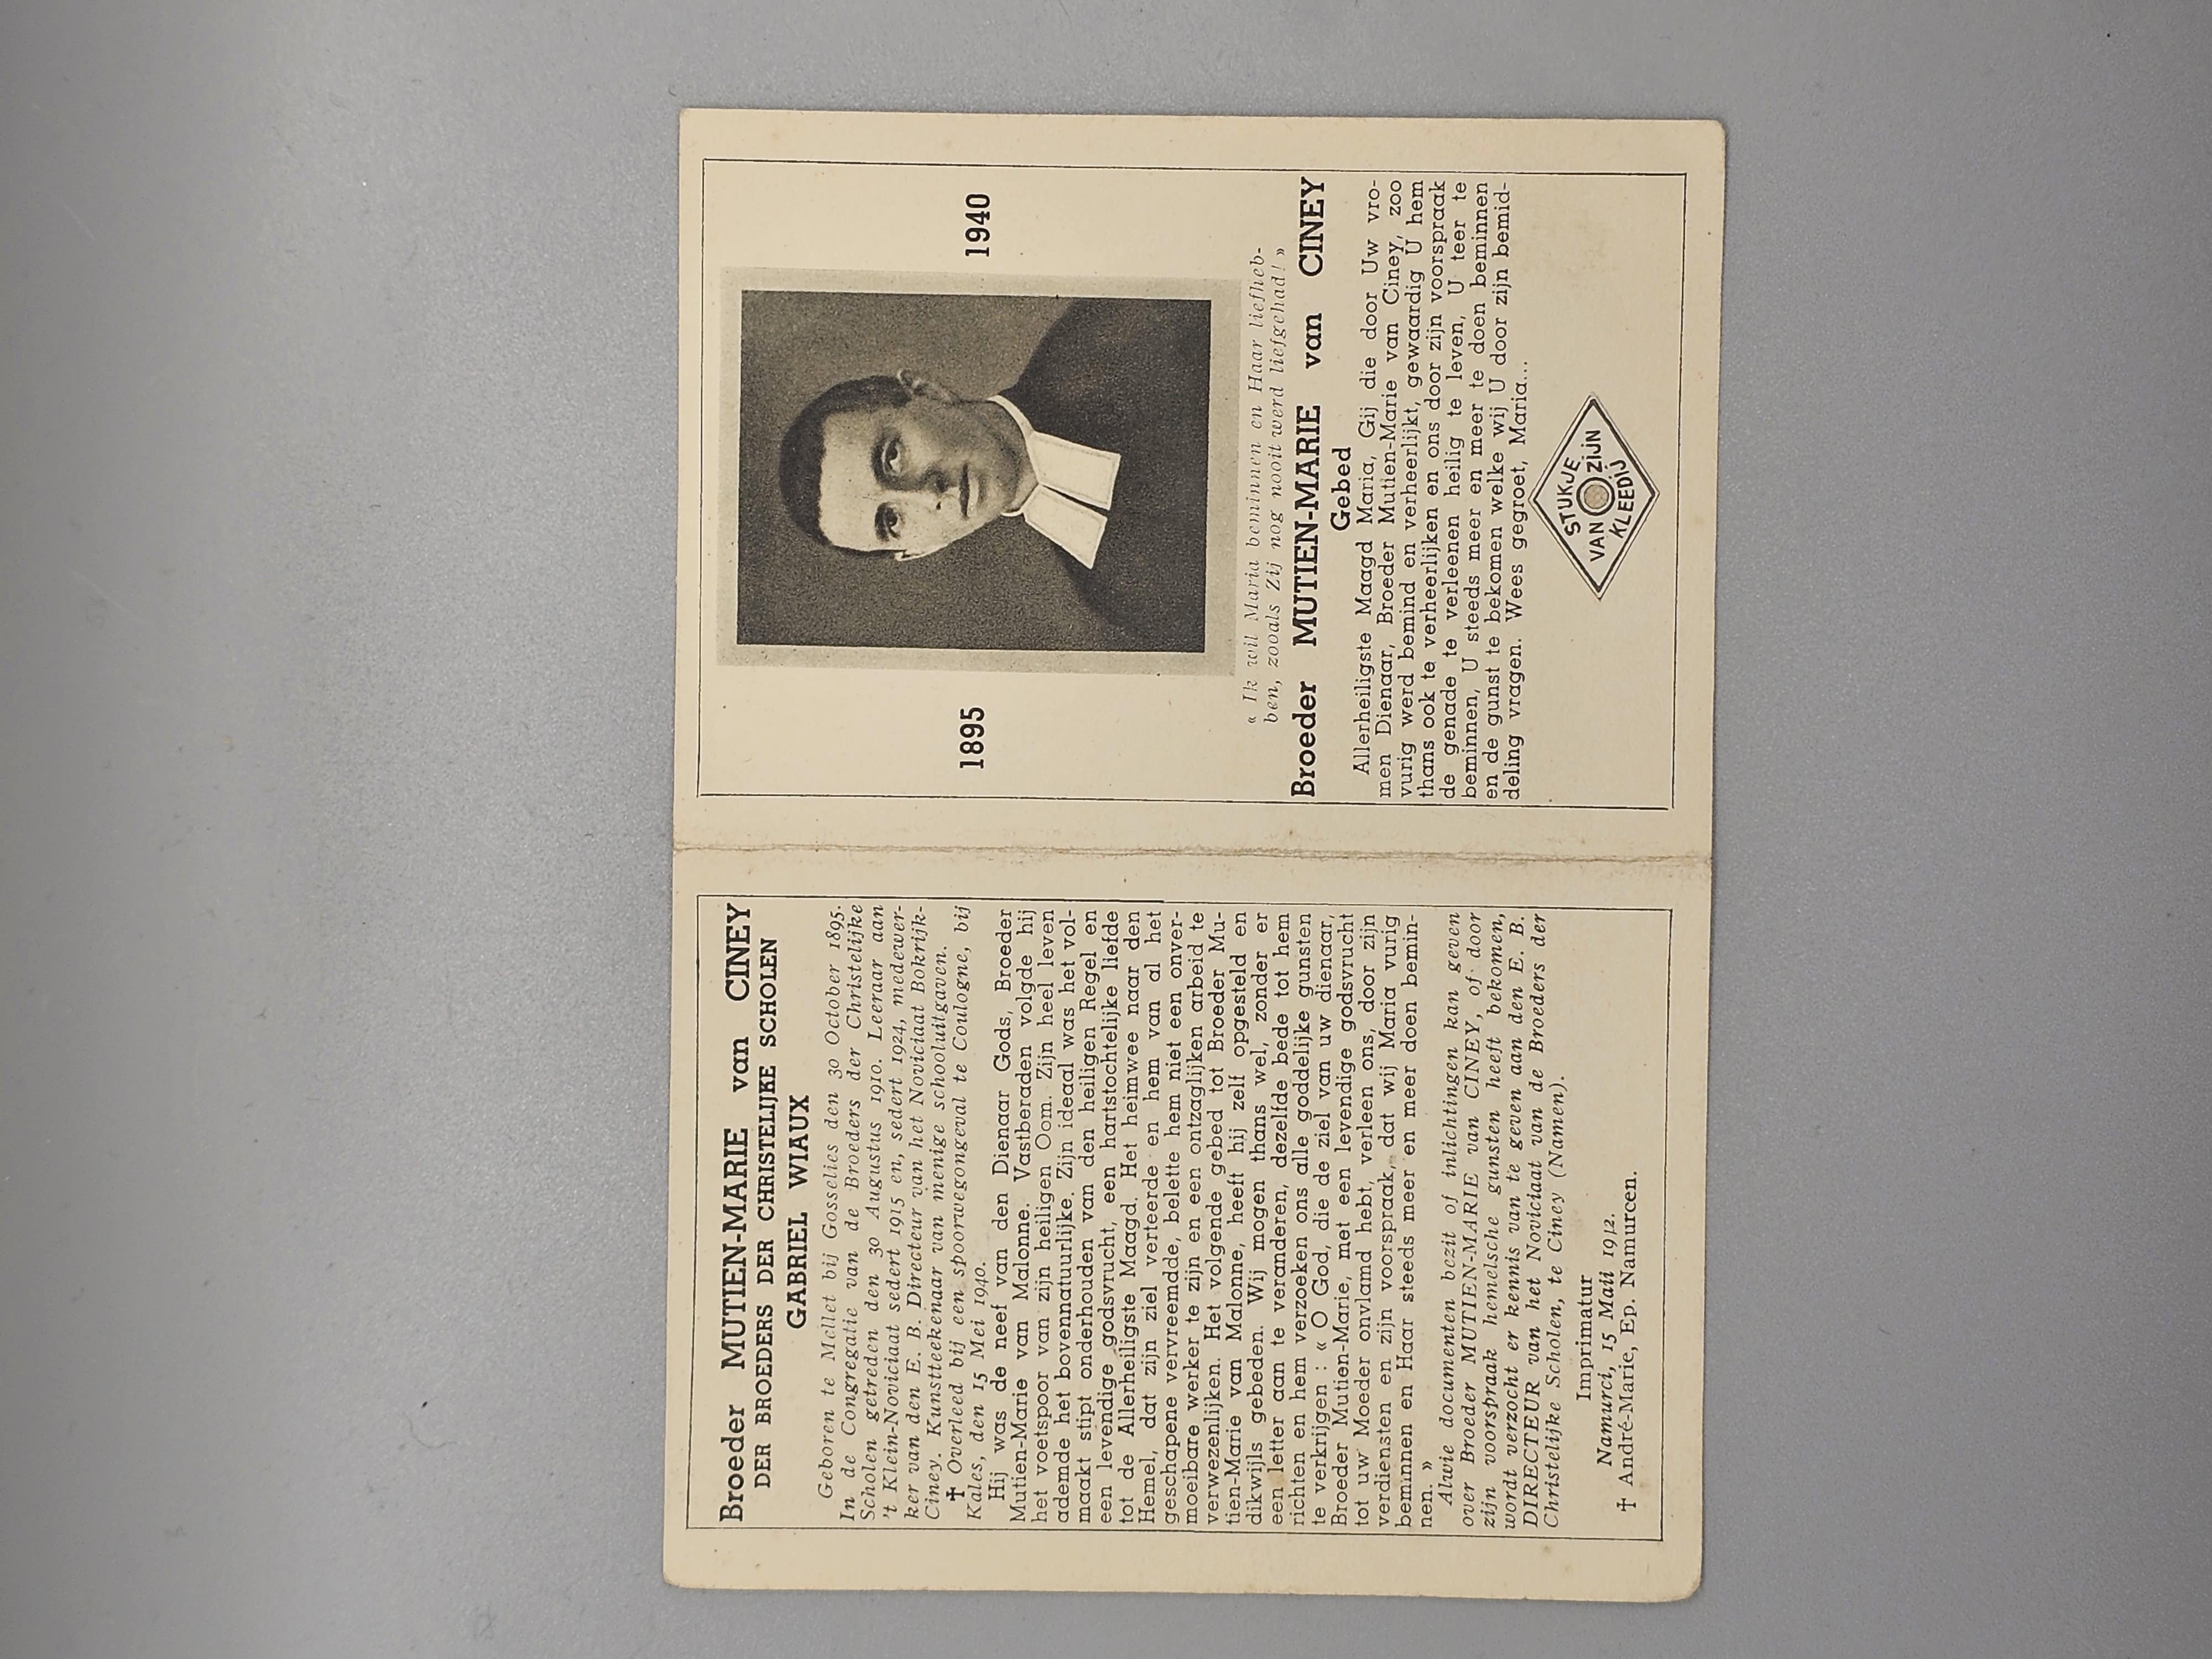 Broeder MUTIEN-MARIE van CINEY
DER BROEDERS DER CHRISTELIJKE SCHOLEN
GABRIEL WIAUX
Geboren te Mellet bij Gosselies den 30 October 1895.
In de Congregatie van de Broeders der Christelijke
Scholen getreden den 30 Augustus 1910. Leeraar aan
't Klein-Noviciaat sedert 1915 en, sedert 1924, medewer-
ker van den E. B. Directeur van het Noviciaat Bokrijk-
Ciney. Kunstteekenaar van menige schooluitgaven.
✝ Overleed bij een spoorwegongeval te Coulogne, bij
Kales, den 15 Mei 1940.
Hij was de neef van den Dienaar Gods, Broeder
Mutien-Marie van Malonne. Vastberaden volgde hij
het voetspoor van zijn heiligen Oom. Zijn heel leven
ademde het bovennatuurlijke. Zijn ideaal was het vol-
maakt stipt onderhouden van den heiligen Regel en
een levendige godsvrucht, een hartstochtelijke liefde
tot de Allerheiligste Maagd. Het heimwee naar den
Hemel, dat zijn ziel verteerde en hem van al het
geschapene vervreemdde, belette hem niet een onver-
moeibare werker te zijn en een ontzaglijken arbeid te
verwezenlijken. Het volgende gebed tot Broeder Mu-
tien-Marie van Malonne, heeft hij zelf opgesteld en
dikwijls gebeden. Wij mogen thans wel, zonder er
een letter aan te veranderen, dezelfde bede tot hem
richten en hem verzoeken ons alle goddelijke gunsten
te verkrijgen : « O God, die de ziel van uw dienaar,
Broeder Mutien-Marie, met een levendige godsvrucht
tot uw Moeder onvlamd hebt, verleen ons, door zijn
verdiensten en zijn voorspraak, dat wij Maria vurig
beminnen en Haar steeds meer en meer doen bemin-
nen. »
Alwie documenten bezit of inlichtingen kan geven
over Broeder MUTIEN-MARIE van CINEY, of door
zijn voorspraak hemelsche gunsten heeft bekomen,
wordt verzocht er kennis van te geven aan den E. B.
DIRECTEUR van het Noviciaat van de Broeders der
Christelijke Scholen, te Ciney (Namen).
Imprimatur
Namurci, 15 Maii 1942.
✝ André-Marie, Ep. Namurcen.
1895
1940
« Ik wil Maria beminnen en Haar liefheb-
ben, zooals Zij nog nooit werd liefgehad! »
Broeder MUTIEN-MARIE van CINEY
Gebed
Allerheiligste Maagd Maria, Gij die door Uw vro-
men Dienaar, Broeder Mutien-Marie van Ciney, zoo
vurig werd bemind en verheerlijkt, gewaardig U hem
thans ook te verheerlijken en ons door zijn voorspraak
de genade te verleenen heilig te leven, U teer te
beminnen, U steeds meer en meer te doen beminnen
en de gunst te bekomen welke wij U door zijn bemid-
deling vragen. Wees gegroet, Maria...
STUKJE
VAN ZIJN
KLEEDIJ